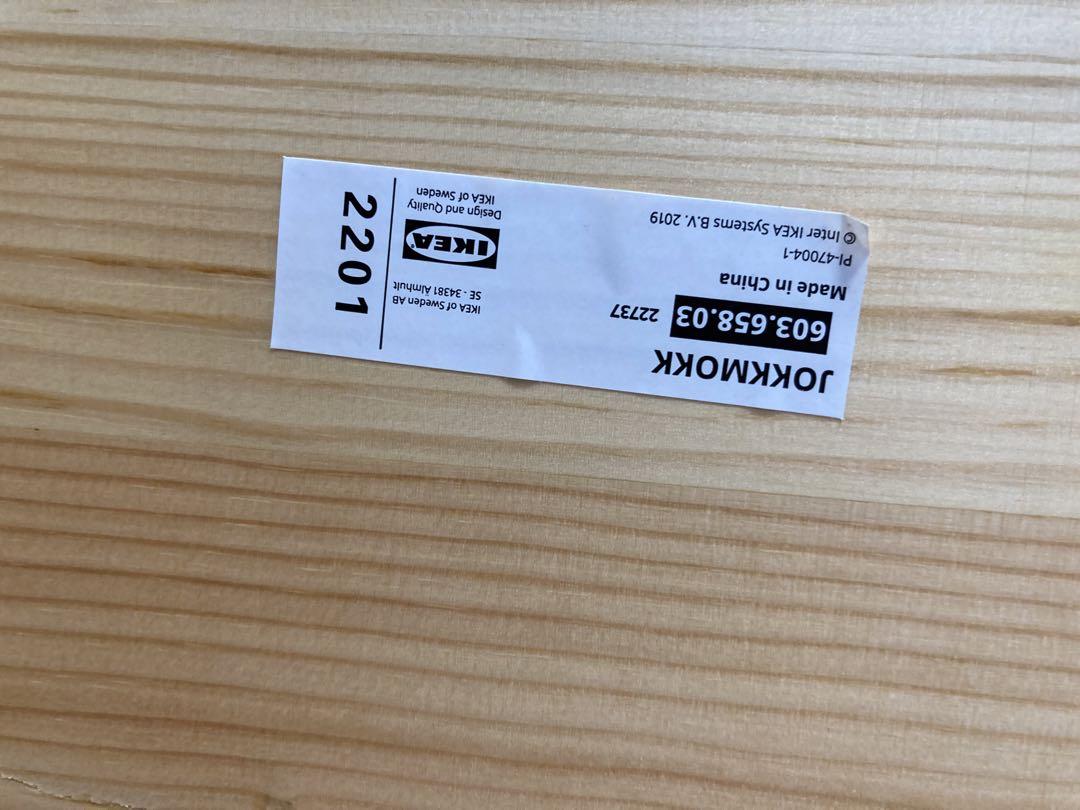 JOKKMOKK
603.658.03 22737
Made in China
PI-47004-1
© Inter IKEA Systems B.V. 2019
IKEA of Sweden AB
SE - 34381 Älmhult
IKEA
Design and Quality
IKEA of Sweden
2201